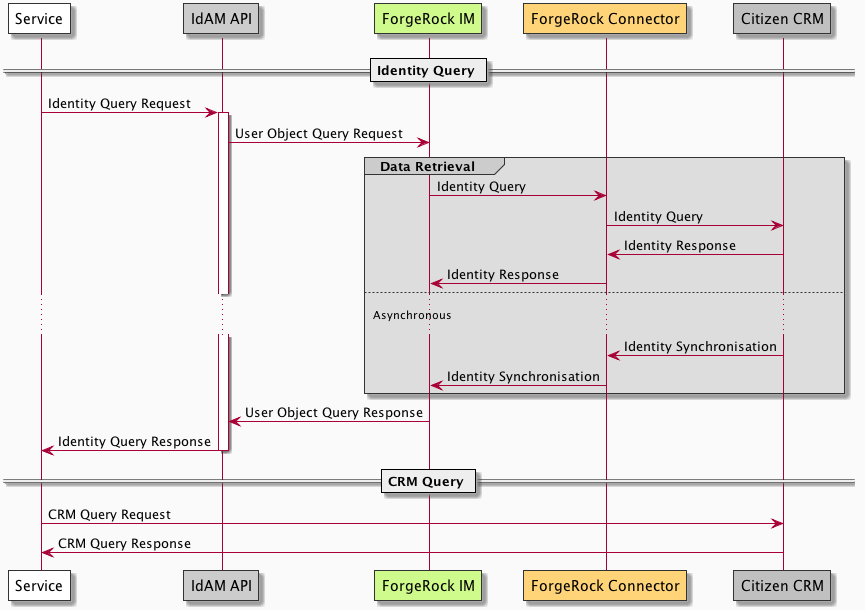 Service
IdAM API
ForgeRock IM
ForgeRock Connector
Citizen CRM
Identity Query
Identity Query Request
User Object Query Request
Data Retrieval
Identity Query
Identity Query
Identity Response
Identity Response
Asynchronous
Identity Synchronisation
Identity Synchronisation
User Object Query Response
Identity Query Response
CRM Query
CRM Query Request
CRM Query Response
Service
IdAM API
ForgeRock IM
ForgeRock Connector
Citizen CRM